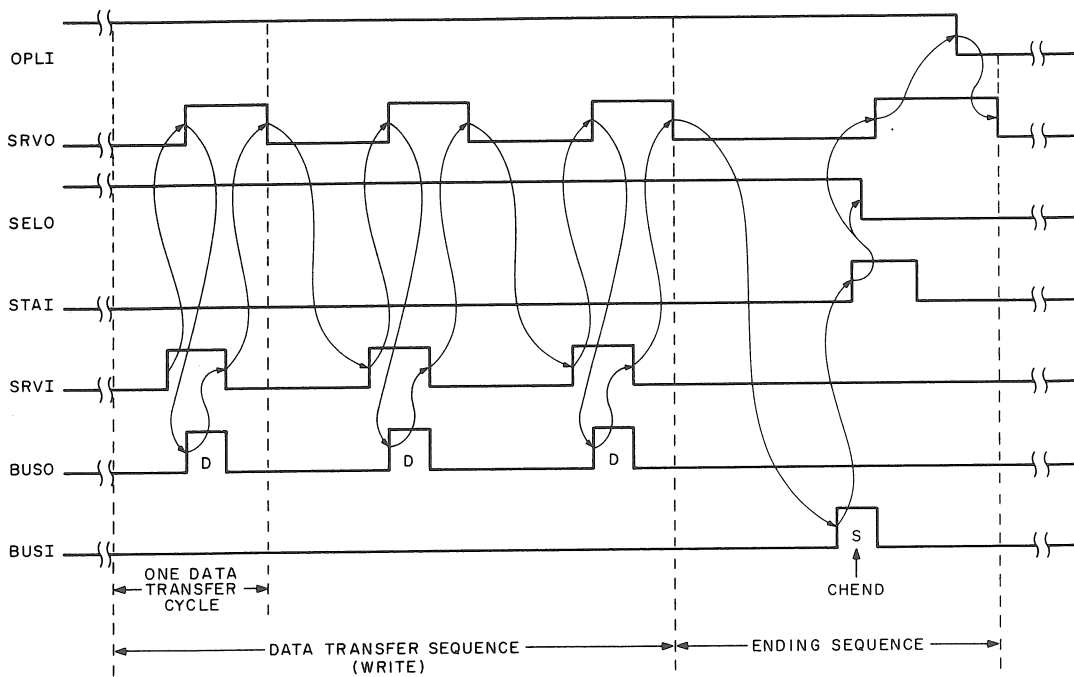 OPLI
SRVO
SELO
STAI
SRVI
BUSO
D D D
BUSI
S
CHEND
ONE DATA
TRANSFER
CYCLE
DATA TRANSFER SEQUENCE
(WRITE)
ENDING SEQUENCE